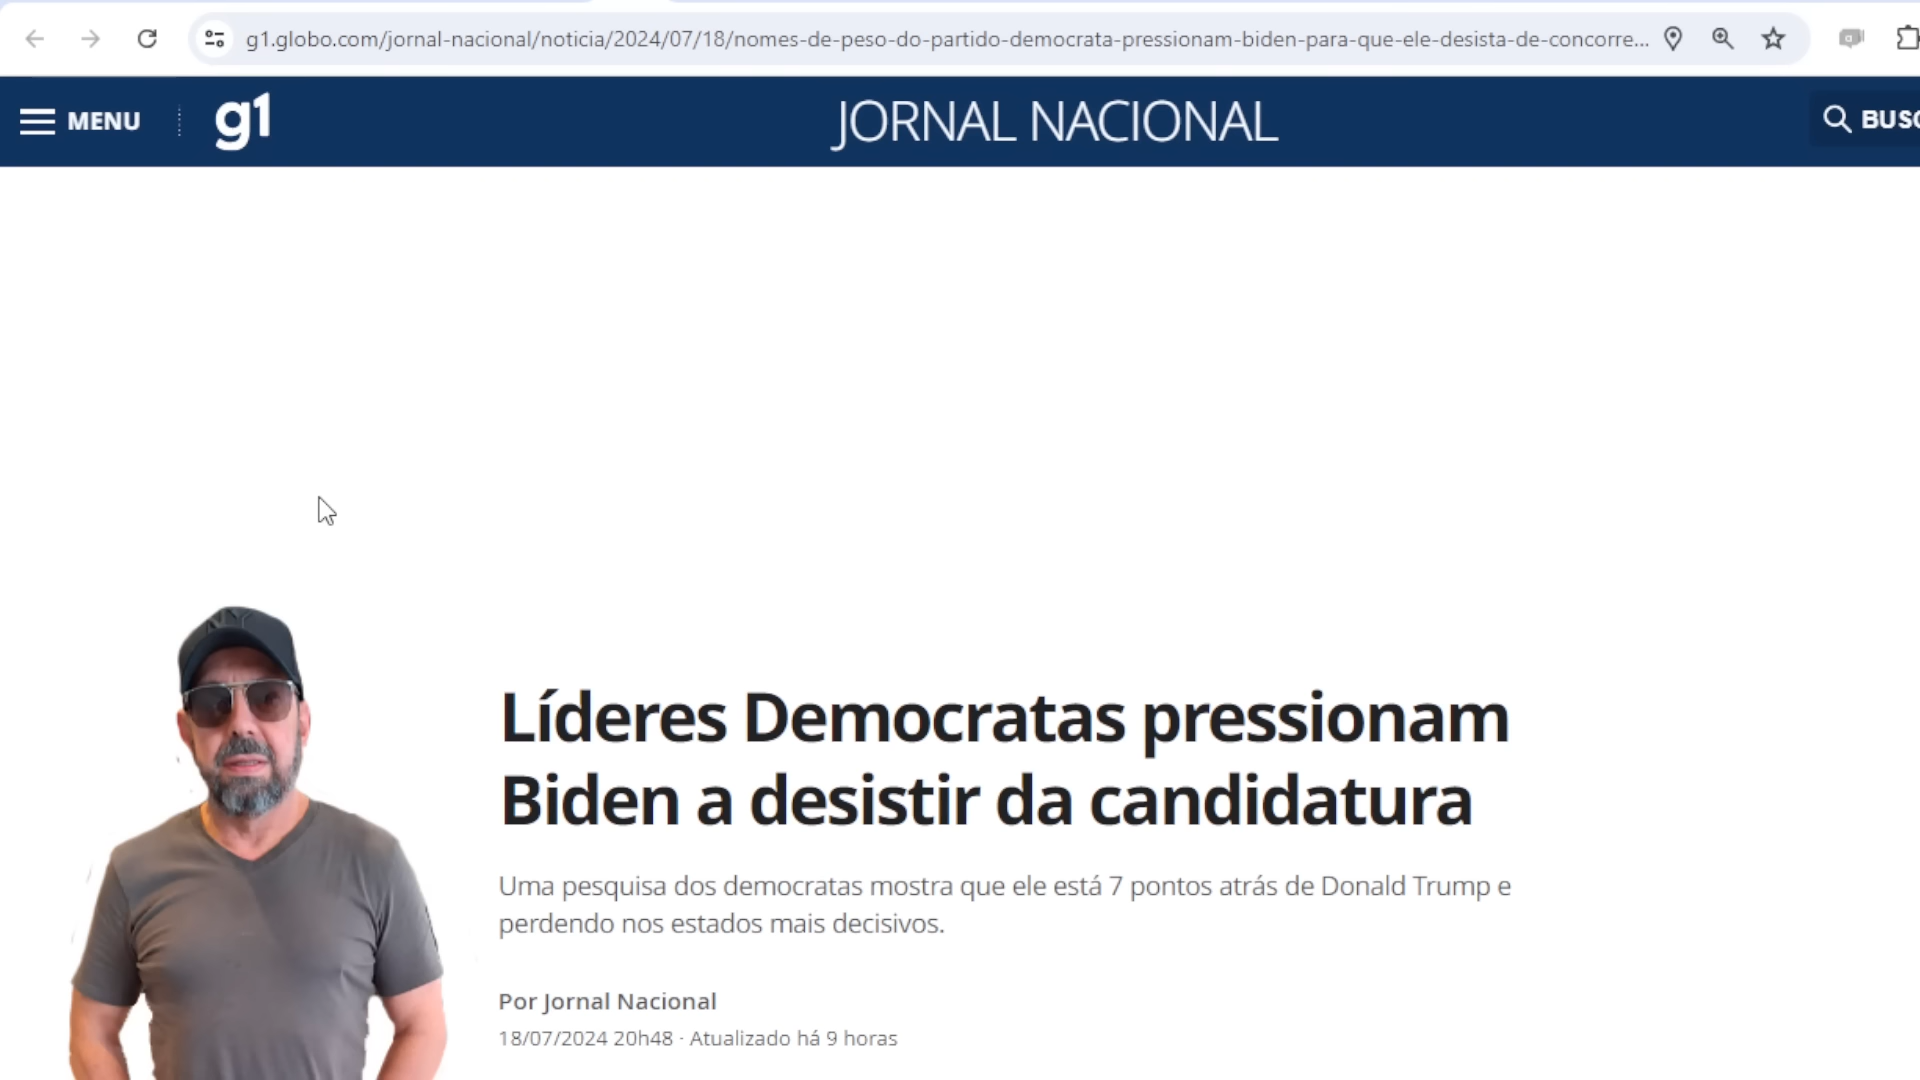 g1.globo.com/jornal-nacional/noticia/2024/07/18/nomes-de-peso-do-partido-democrata-pressionam-biden-para-que-ele-desista-de-concorre...
MENU
g1
JORNAL NACIONAL
BUSC
NY
Líderes Democratas pressionam
Biden a desistir da candidatura
Uma pesquisa dos democratas mostra que ele está 7 pontos atrás de Donald Trump e
perdendo nos estados mais decisivos.
Por Jornal Nacional
18/07/2024 20h48 · Atualizado há 9 horas